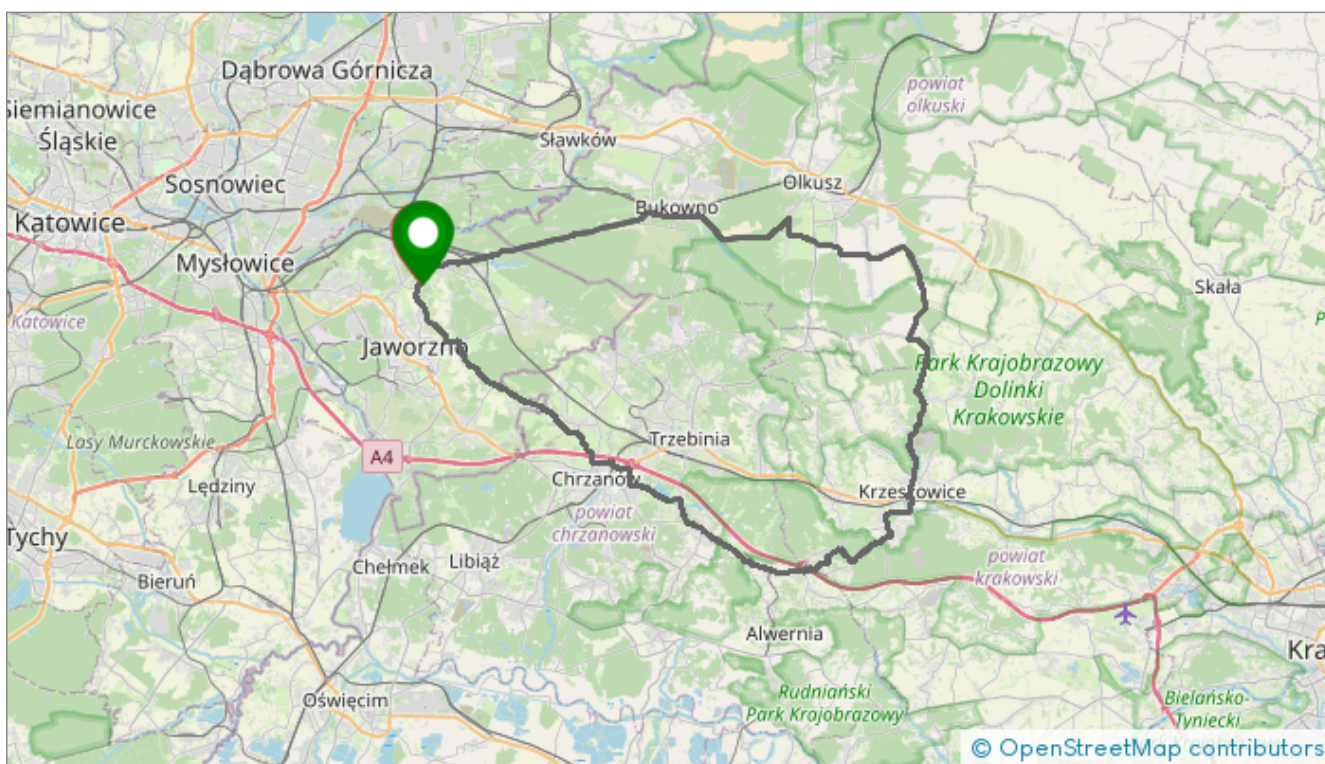 Dąbrowa Górnicza
powiat
olkuski
Siemianowice
Śląskie
Sławków
Sosnowiec
Olkusz
Katowice
Bukowno
Mysłowice
Skała
Katowice
Jaworzno
Park Krajobrazowy
Dolinki
Krakowskie
Lasy Murckowskie
Trzebinia
A4
Lędziny
Chrzanów
Krzeszowice
powiat
chrzanowski
Tychy
Bieruń
Chełmek
Libiąż
powiat
krakowski
Alwernia
Kra
Oświęcim
Rudniański
Park Krajobrazowy
Bielańsko-
Tyniecki
© OpenStreetMap contributors